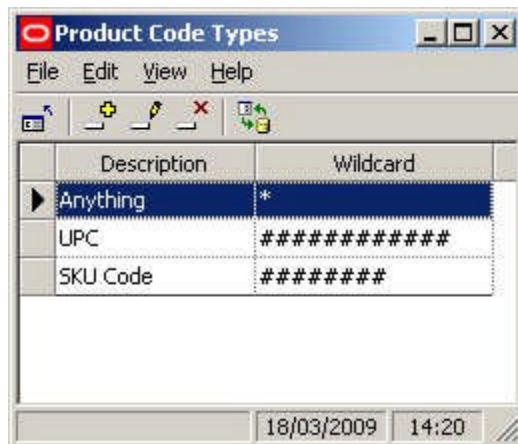 Product Code Types
File Edit View Help
Description Wildcard
Anything *
UPC ############
SKU Code ########
18/03/2009 14:20